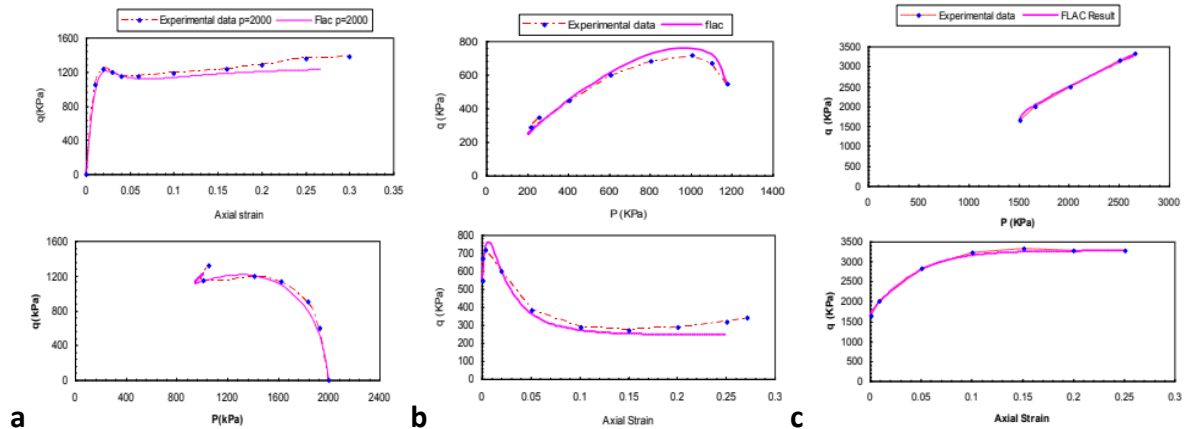 Experimental data p=2000 Flac p=2000
1600
1200
800
400
0
q(KPa)
0 0.05 0.1 0.15 0.2 0.25 0.3 0.35
Axial strain
1600
1200
800
400
0
q(kPa)
0 400 800 1200 1600 2000 2400
P(kPa)
a
Experimental data flac
800
600
400
200
0
q (KPa)
0 200 400 600 800 1000 1200 1400
P (KPa)
800
700
600
500
400
300
200
100
0
q (KPa)
0 0.05 0.1 0.15 0.2 0.25 0.3
Axial Strain
b
Experimental data FLAC Result
3500
3000
2500
2000
1500
1000
500
0
q (KPa)
0 500 1000 1500 2000 2500 3000
P (KPa)
3500
3000
2500
2000
1500
1000
500
0
q (KPa)
0 0.05 0.1 0.15 0.2 0.25 0.3
Axial Strain
c